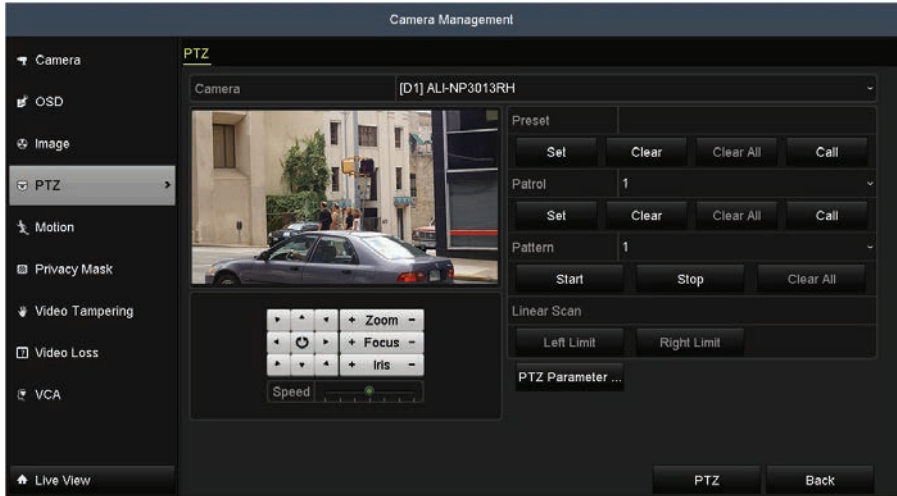 Camera Management
Camera
OSD
Image
PTZ
Motion
Privacy Mask
Video Tampering
Video Loss
VCA
Live View
PTZ
Camera [D1] ALI-NP3013RH
Preset
Set Clear Clear All Call
Patrol 1
Set Clear Clear All Call
Pattern 1
Start Stop Clear All
Linear Scan
Left Limit Right Limit
PTZ Parameter ...
+ Zoom -
+ Focus -
+ Iris -
Speed
PTZ Back